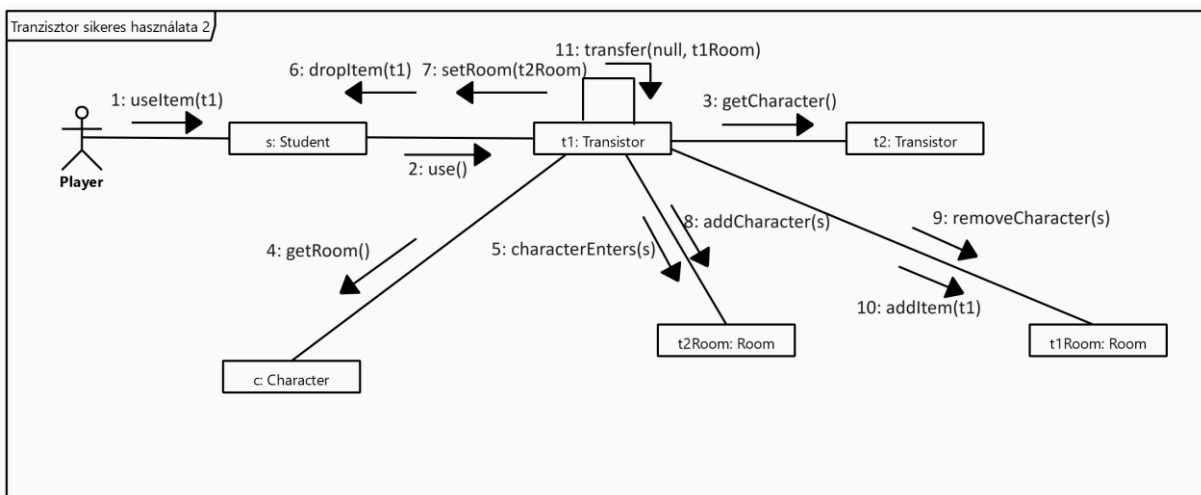 Tranzisztor sikeres használata 2
11: transfer(null, t1Room)
6: dropItem(t1)
7: setRoom(t2Room)
1: useItem(t1)
3: getCharacter()
s: Student
t1: Transistor
t2: Transistor
2: use()
Player
8: addCharacter(s)
9: removeCharacter(s)
4: getRoom()
5: characterEnters(s)
10: addItem(t1)
t2Room: Room
t1Room: Room
c: Character